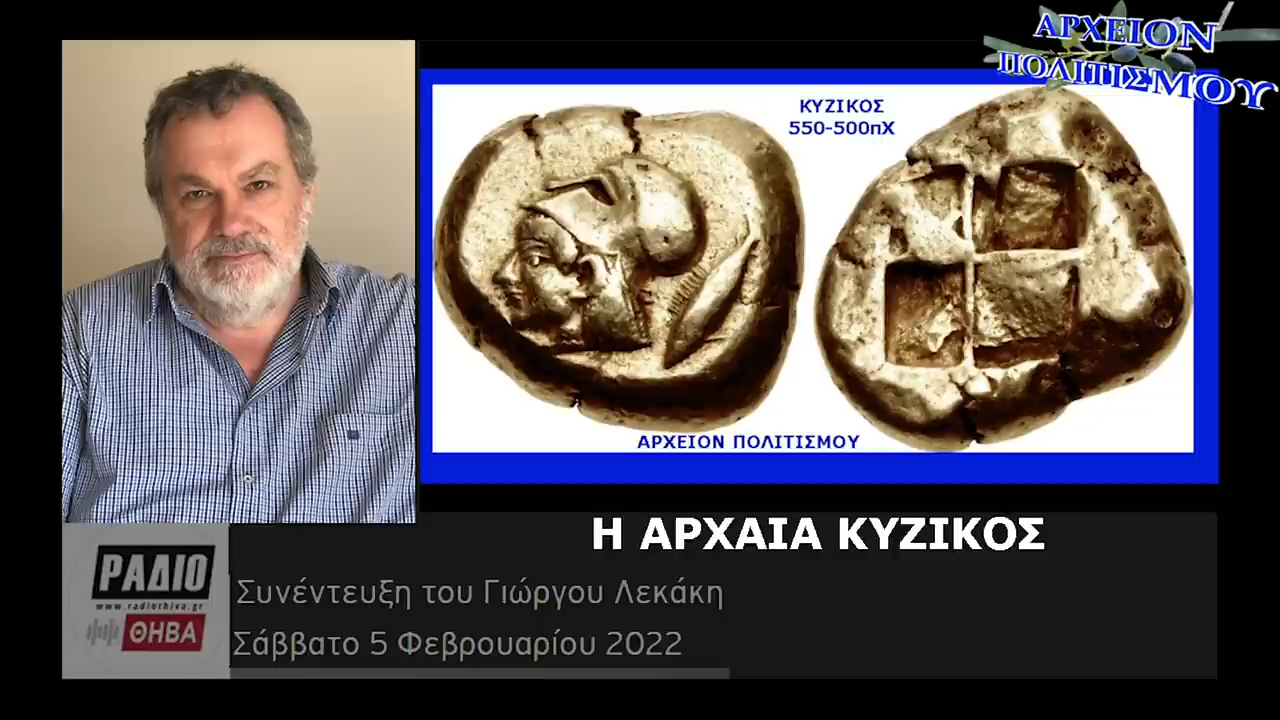 ΑΡΧΕΙΟΝ
ΠΟΛΙΤΙΣΜΟΥ
ΚΥΖΙΚΟΣ
550-500πΧ
ΑΡΧΕΙΟΝ ΠΟΛΙΤΙΣΜΟΥ
Η ΑΡΧΑΙΑ ΚΥΖΙΚΟΣ
ΡΑΔΙΟ
www.radiothiva.gr
ΘΗΒΑ
Συνέντευξη του Γιώργου Λεκάκη
Σάββατο 5 Φεβρουαρίου 2022